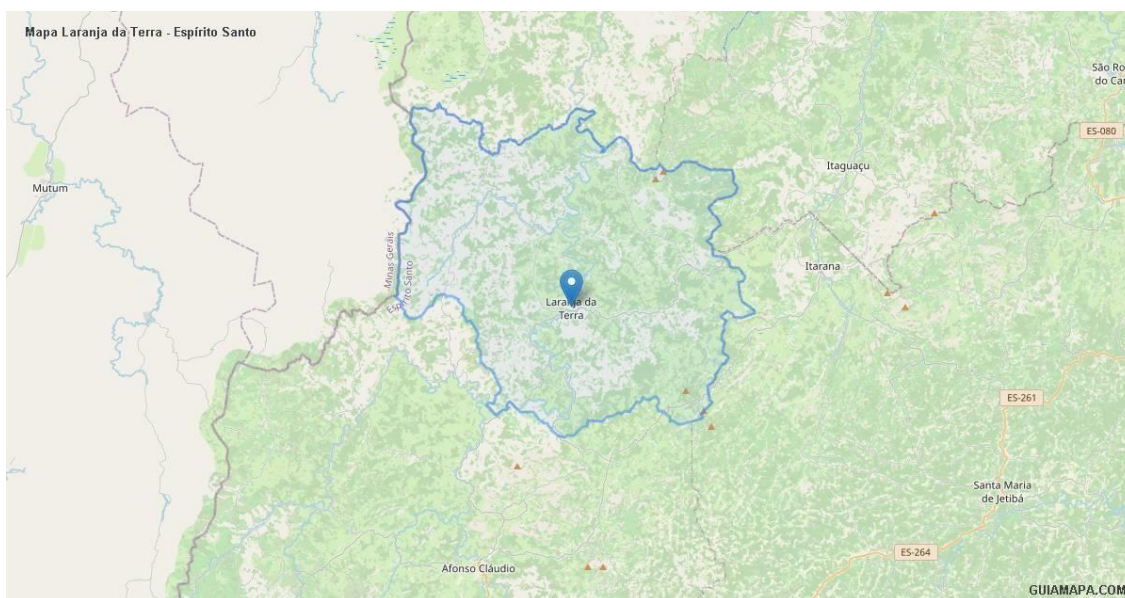 Mapa Laranja da Terra - Espírito Santo
São Ro
do Car
ES-080
Itaguaçu
Mutum
Minas Gerais
Espírito Santo
Itarana
Laranja da
Terra
ES-261
Santa Maria
de Jetibá
ES-264
Afonso Cláudio
GUIAMAPA.COM